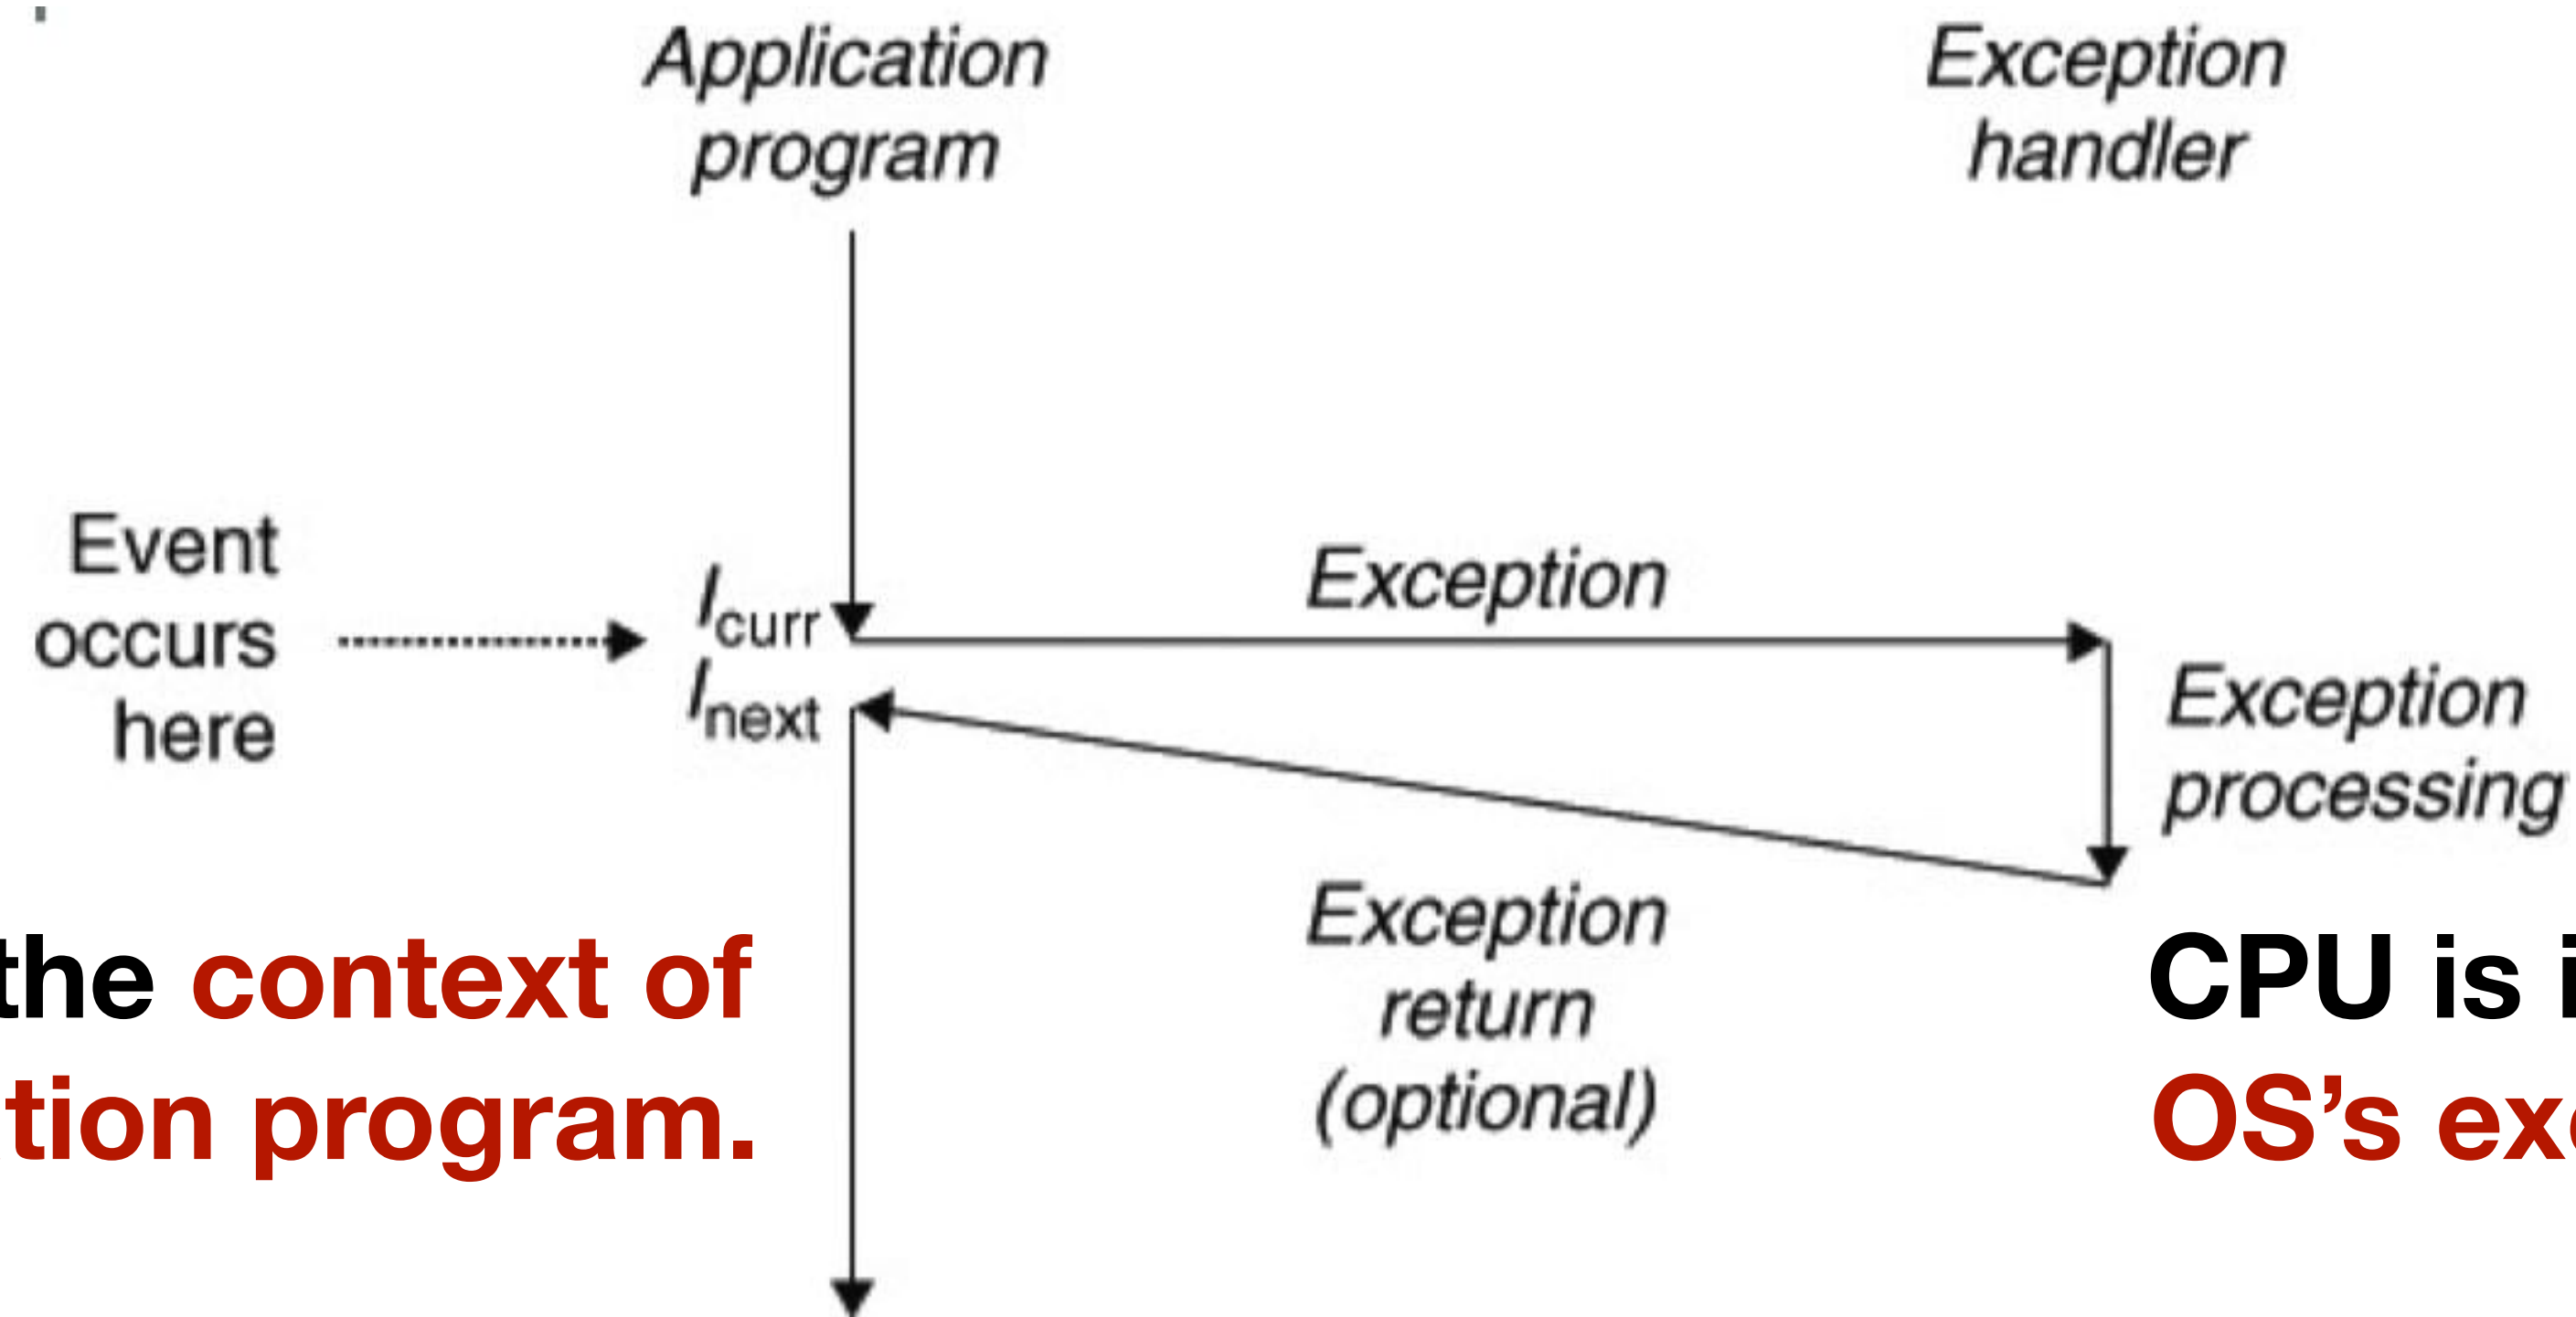 Application
program
Exception
handler
Event
occurs
here
Icurr
Inext
Exception
Exception
processing
Exception
return
(optional)
the context of
tion program.
CPU is i
OS’s exc